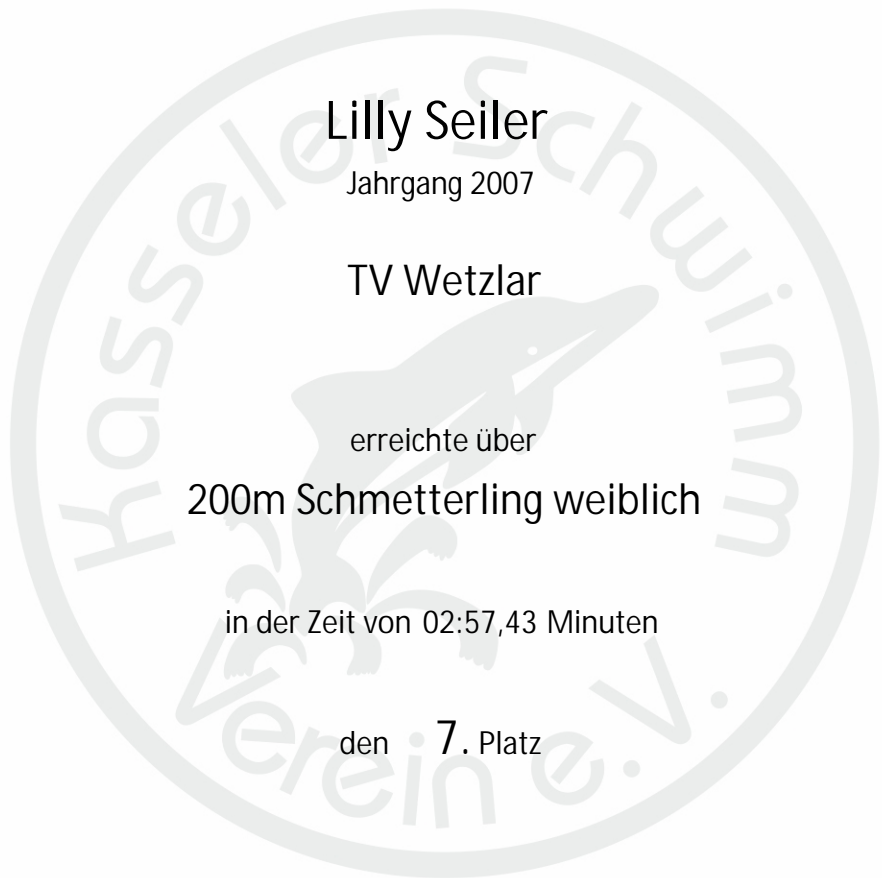 Lilly Seiler
Jahrgang 2007
TV Wetzlar
erreichte über
200m Schmetterling weiblich
in der Zeit von 02:57,43 Minuten
den 7. Platz
Kasseler Schwimm
Verein e.V.